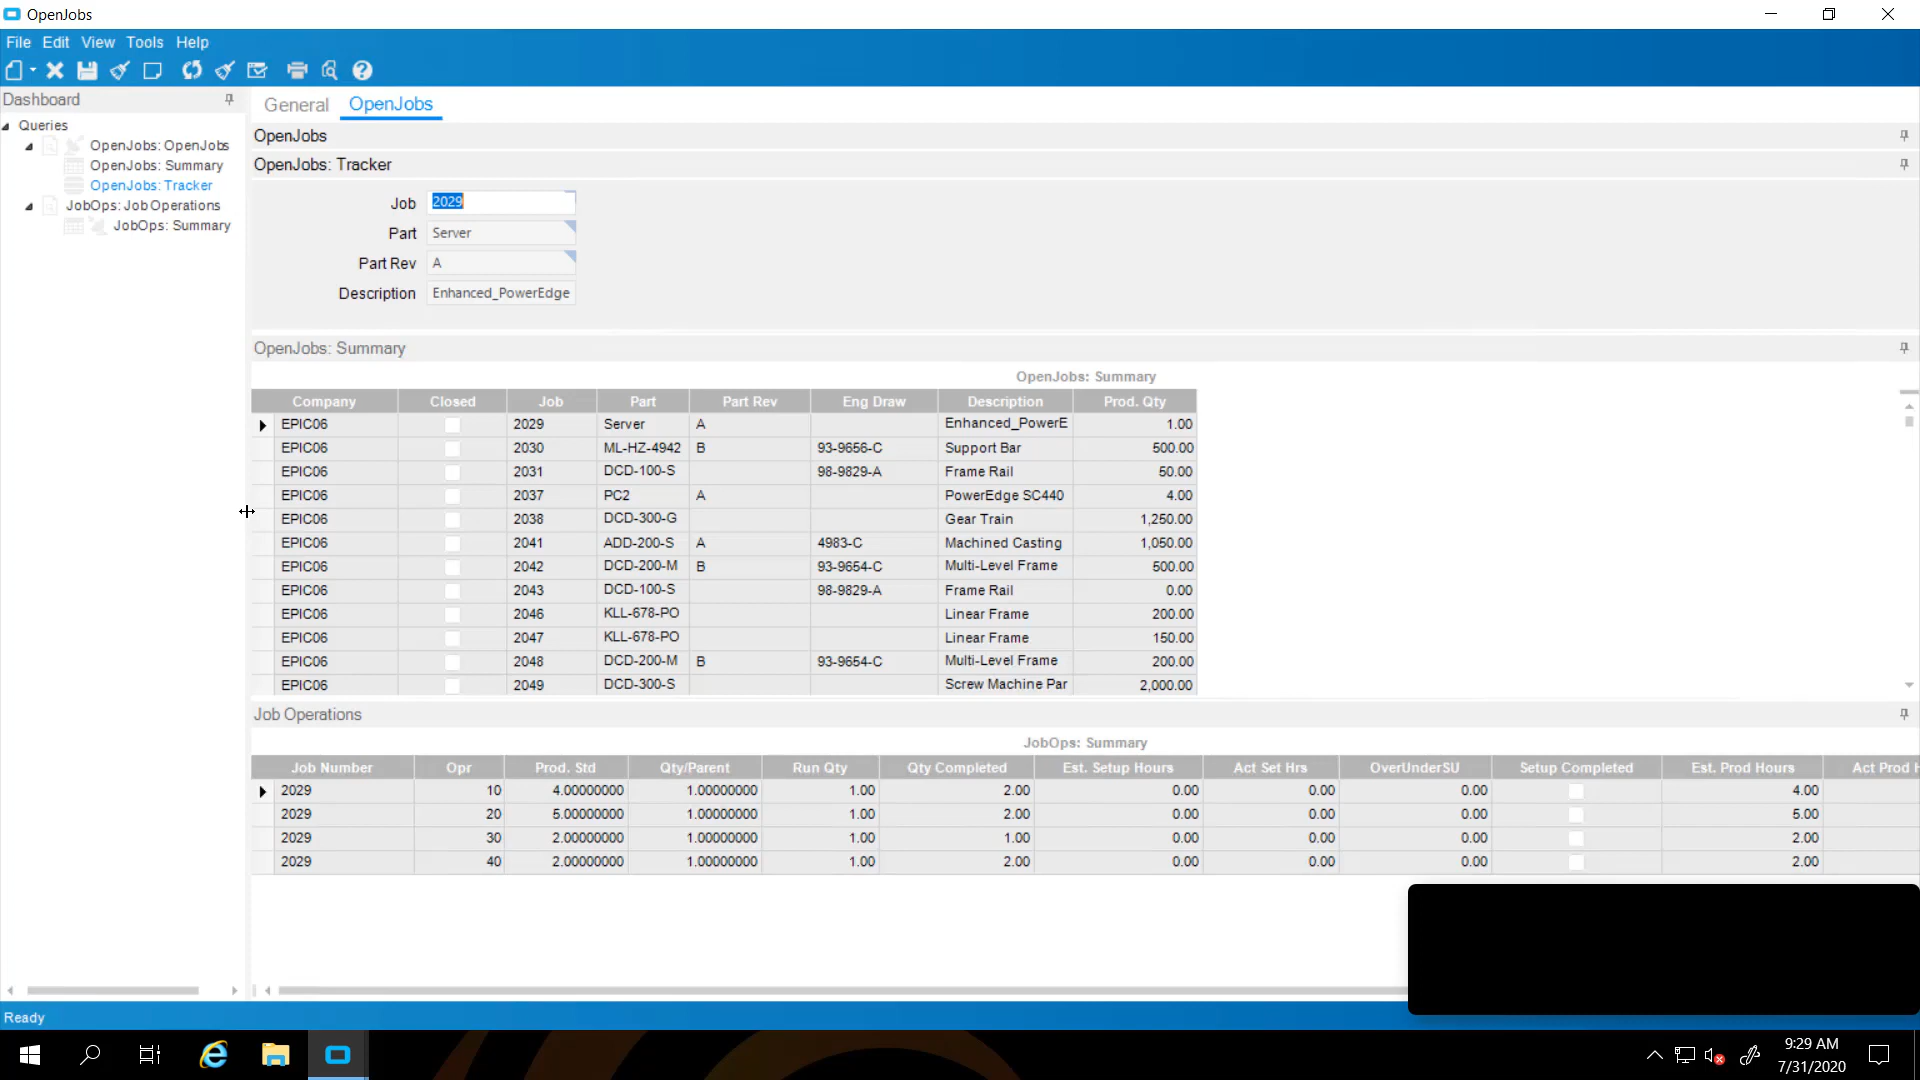 OpenJobs
File Edit View Tools Help
Dashboard
General OpenJobs
Queries
OpenJobs: OpenJobs
OpenJobs: Summary
OpenJobs: Tracker
JobOps: Job Operations
JobOps: Summary
OpenJobs
OpenJobs: Tracker
Job 2029
Part Server
Part Rev A
Description Enhanced_PowerEdge
OpenJobs: Summary
OpenJobs: Summary
Company Closed Job Part Part Rev Eng Draw Description Prod. Qty
EPIC06 2029 Server A Enhanced_PowerE 1.00
EPIC06 2030 ML-HZ-4942 B 93-9656-C Support Bar 500.00
EPIC06 2031 DCD-100-S 98-9829-A Frame Rail 50.00
EPIC06 2037 PC2 A PowerEdge SC440 4.00
EPIC06 2038 DCD-300-G Gear Train 1,250.00
EPIC06 2041 ADD-200-S A 4983-C Machined Casting 1,050.00
EPIC06 2042 DCD-200-M B 93-9654-C Multi-Level Frame 500.00
EPIC06 2043 DCD-100-S 98-9829-A Frame Rail 0.00
EPIC06 2046 KLL-678-PO Linear Frame 200.00
EPIC06 2047 KLL-678-PO Linear Frame 150.00
EPIC06 2048 DCD-200-M B 93-9654-C Multi-Level Frame 200.00
EPIC06 2049 DCD-300-S Screw Machine Par 2,000.00
Job Operations
JobOps: Summary
Job Number Opr Prod. Std Qty/Parent Run Qty Qty Completed Est. Setup Hours Act Set Hrs OverUnderSU Setup Completed Est. Prod Hours Act Prod H
2029 10 4.00000000 1.00000000 1.00 2.00 0.00 0.00 0.00 4.00
2029 20 5.00000000 1.00000000 1.00 2.00 0.00 0.00 0.00 5.00
2029 30 2.00000000 1.00000000 1.00 1.00 0.00 0.00 0.00 2.00
2029 40 2.00000000 1.00000000 1.00 2.00 0.00 0.00 0.00 2.00
Ready
9:29 AM
7/31/2020